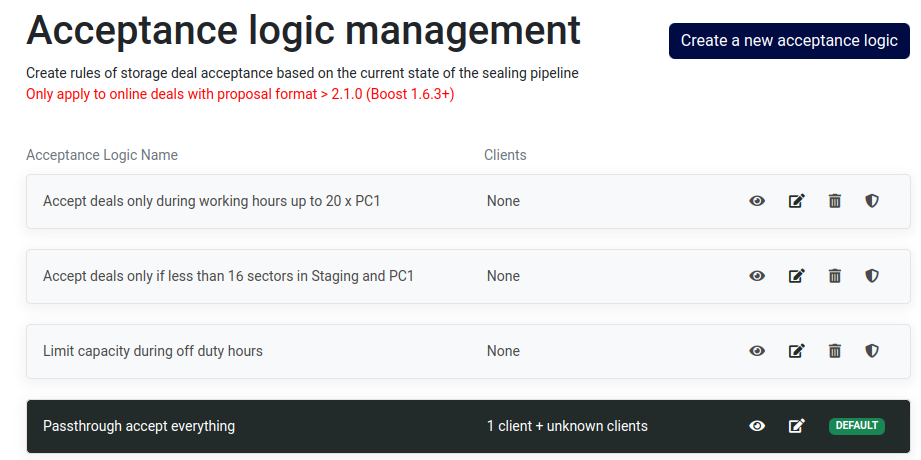 Acceptance logic management
Create a new acceptance logic
Create rules of storage deal acceptance based on the current state of the sealing pipeline
Only apply to online deals with proposal format > 2.1.0 (Boost 1.6.3+)
Acceptance Logic Name Clients
Accept deals only during working hours up to 20 x PC1 None
Accept deals only if less than 16 sectors in Staging and PC1 None
Limit capacity during off duty hours None
Passthrough accept everything 1 client + unknown clients DEFAULT